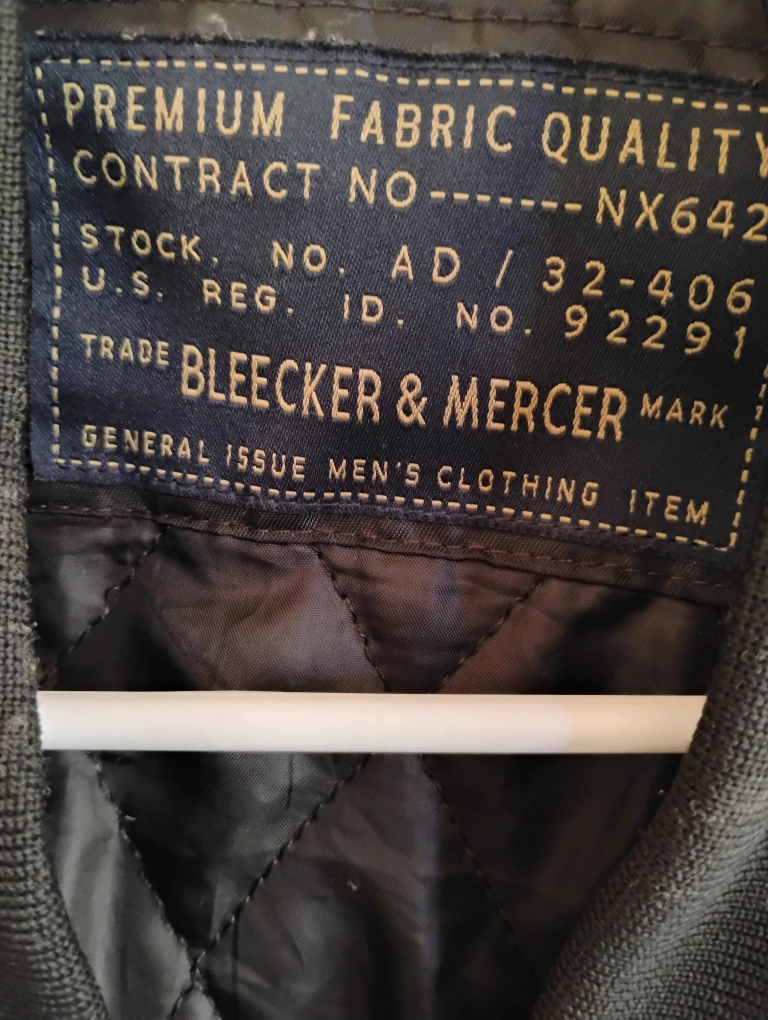 PREMIUM FABRIC QUALITY
CONTRACT NO-------NX642
STOCK. NO. AD / 32-406
U.S. REG. ID. NO. 92291
TRADE BLEECKER & MERCER MARK
GENERAL ISSUE MEN'S CLOTHING ITEM